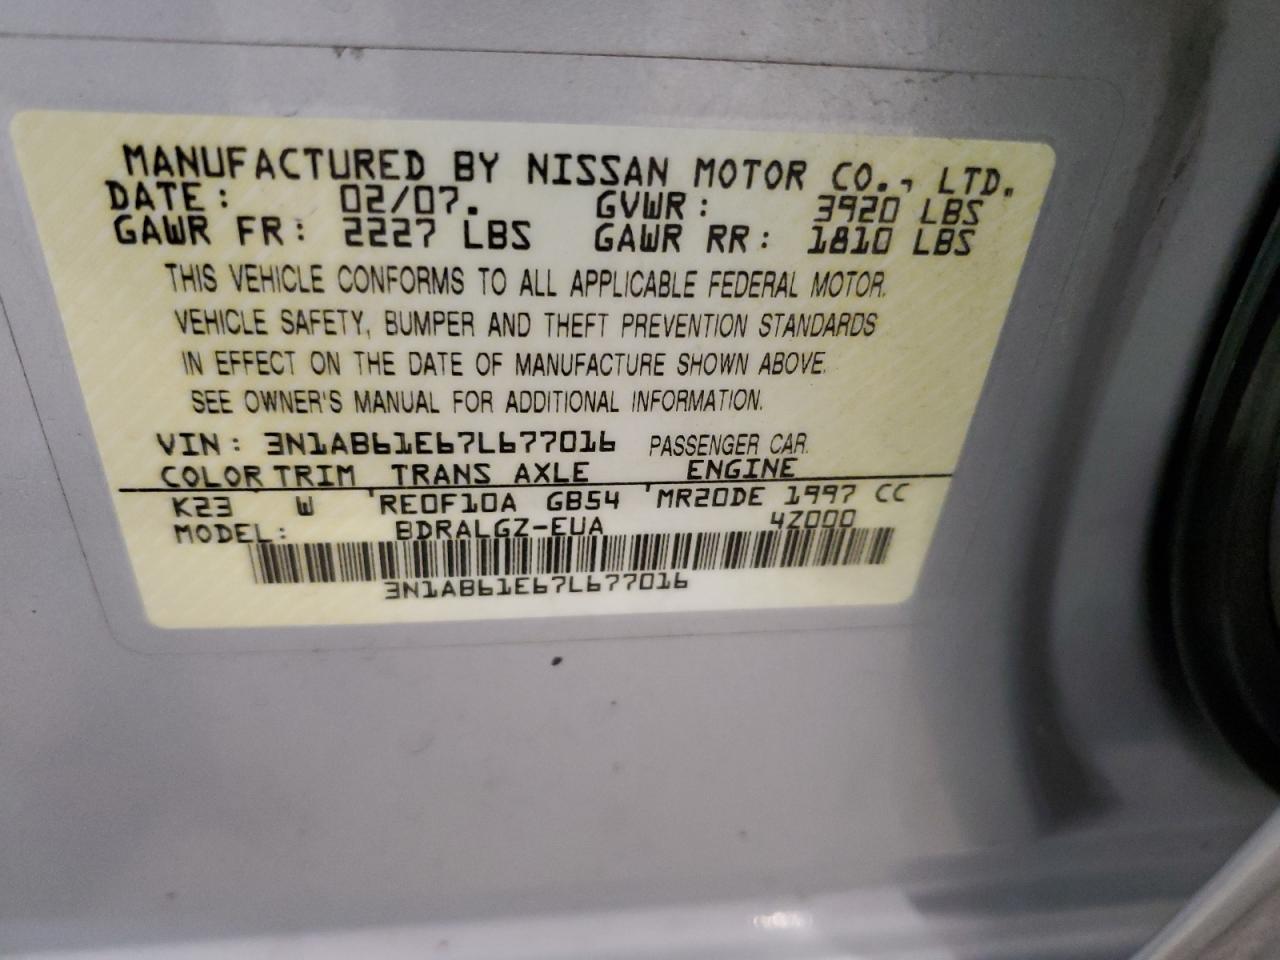 MANUFACTURED BY NISSAN MOTOR CO., LTD.
DATE: 02/07. GVWR: 3920 LBS
GAWR FR: 2227 LBS GAWR RR: 1810 LBS
THIS VEHICLE CONFORMS TO ALL APPLICABLE FEDERAL MOTOR
VEHICLE SAFETY, BUMPER AND THEFT PREVENTION STANDARDS
IN EFFECT ON THE DATE OF MANUFACTURE SHOWN ABOVE.
SEE OWNER'S MANUAL FOR ADDITIONAL INFORMATION.
VIN: 3N1AB61E67L677016 PASSENGER CAR
COLOR TRIM TRANS AXLE ENGINE
K23 W RE0F10A GB54 MR20DE 1997 CC
MODEL: BDRALGZ-EUA 4Z000
3N1AB61E67L677016